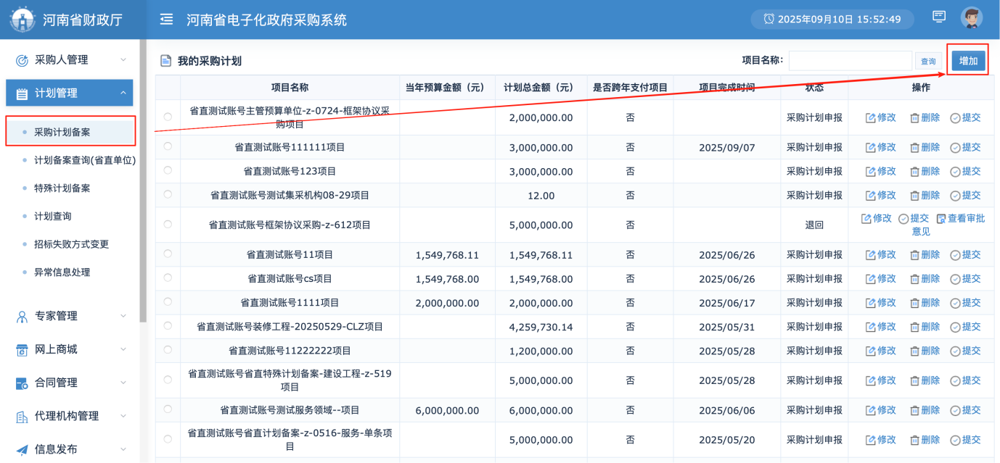 河南省财政厅
河南省电子化政府采购系统
2025年09月10日 15:52:49
采购人管理
计划管理
采购计划备案
计划备案查询(省直单位)
特殊计划备案
计划查询
招标失败方式变更
异常信息处理
专家管理
网上商城
合同管理
代理机构管理
信息发布
我的采购计划
项目名称: 查询 增加
项目名称 当年预算金额（元） 计划总金额（元） 是否跨年支付项目 项目完成时间 状态 操作
省直测试账号主管预算单位-z-0724-框架协议采
购项目 2,000,000.00 否 采购计划申报 修改 删除 提交
省直测试账号111111项目 3,000,000.00 否 2025/09/07 采购计划申报 修改 删除 提交
省直测试账号123项目 3,000,000.00 否 采购计划申报 修改 删除 提交
省直测试账号测试集采机构08-29项目 12.00 否 采购计划申报 修改 删除 提交
省直测试账号框架协议采购-z-612项目 5,000,000.00 否 退回 修改 提交 查看审批
意见
省直测试账号11项目 1,549,768.11 1,549,768.11 否 2025/06/26 采购计划申报 修改 删除 提交
省直测试账号cs项目 1,549,768.00 1,549,768.00 否 2025/06/26 采购计划申报 修改 删除 提交
省直测试账号1111项目 2,000,000.00 2,000,000.00 否 2025/06/17 采购计划申报 修改 删除 提交
省直测试账号装修工程-20250529-CLZ项目 4,259,730.14 否 2025/05/31 采购计划申报 修改 删除 提交
省直测试账号11222222项目 1,200,000.00 否 2025/05/28 采购计划申报 修改 删除 提交
省直测试账号省直特殊计划备案-建设工程-z-519
项目 5,000,000.00 否 2025/05/28 采购计划申报 修改 删除 提交
省直测试账号测试服务领域--项目 6,000,000.00 6,000,000.00 否 2025/06/06 采购计划申报 修改 删除 提交
省直测试账号省直计划备案-z-0516-服务-单条项
目 5,000,000.00 否 2025/05/20 采购计划申报 修改 删除 提交